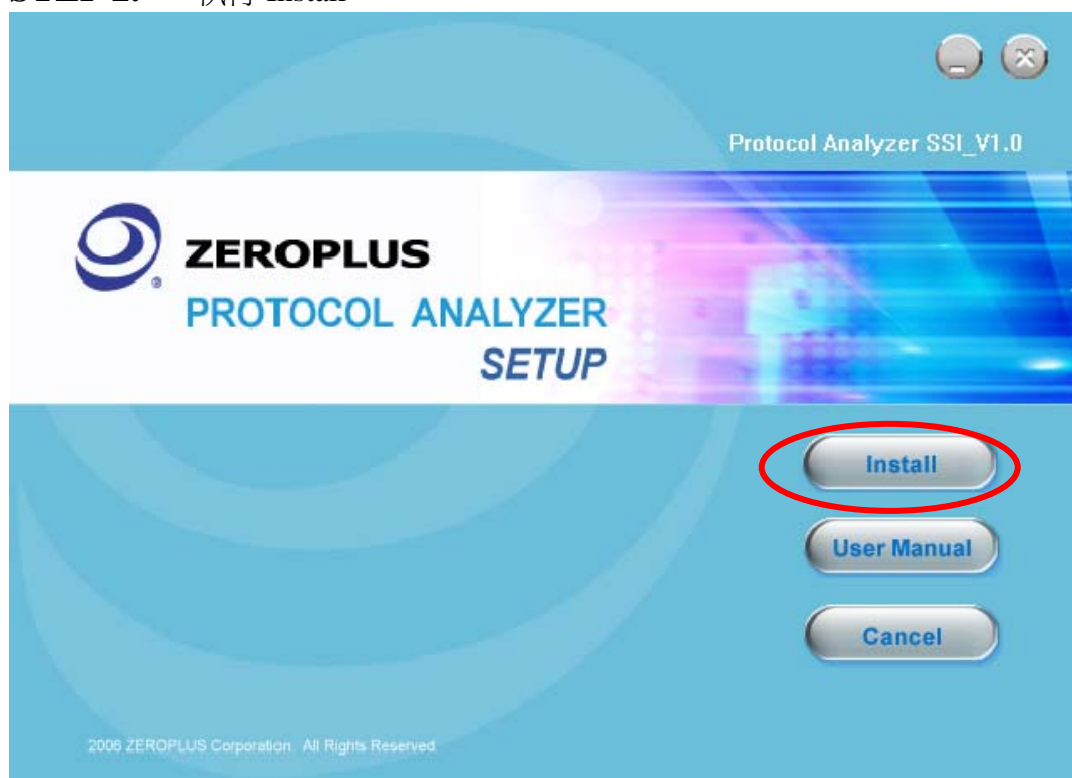 Protocol Analyzer SSI_V1.0
ZEROPLUS
PROTOCOL ANALYZER
SETUP
Install
User Manual
Cancel
2006 ZEROPLUS Corporation. All Rights Reserved.